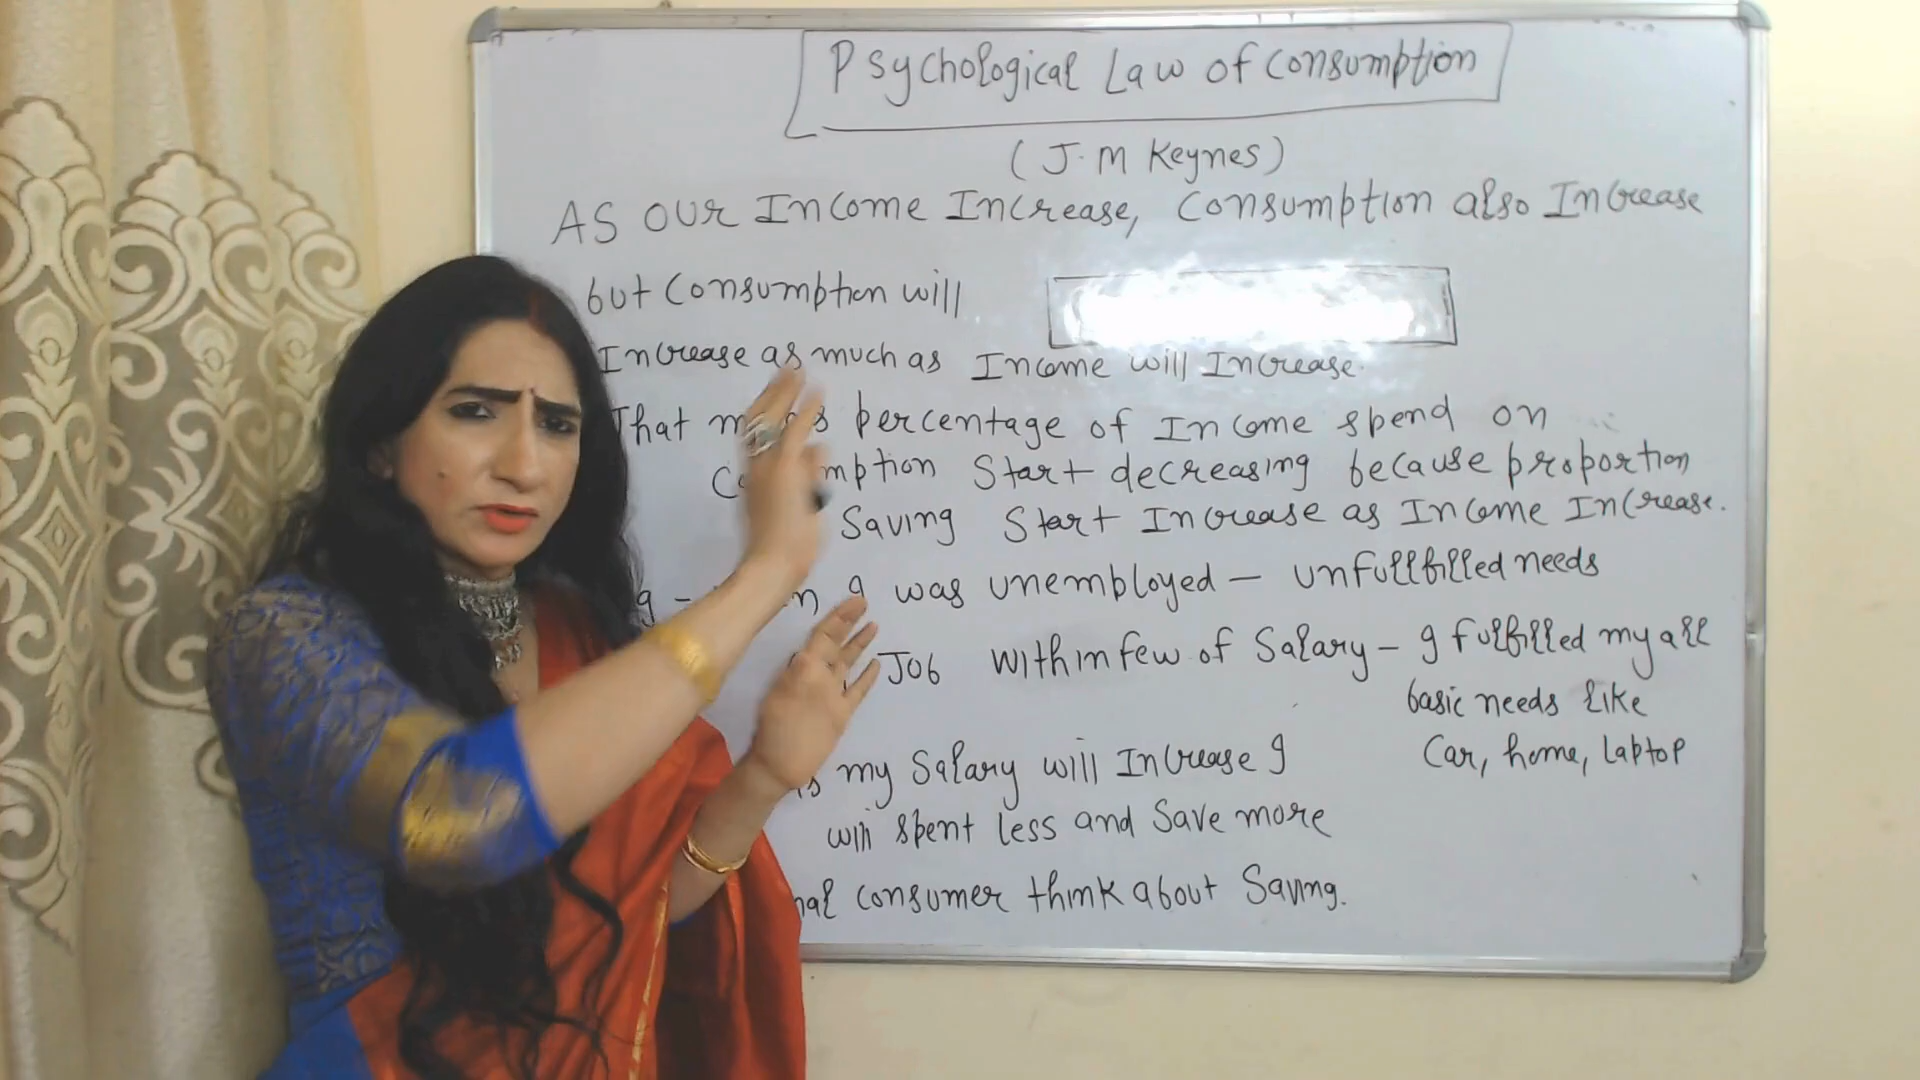 Psychological Law of Consumption
(J.M Keynes)
AS OUR Income Increase, Consumption also Increase
but Consumption will
Increase as much as Income will Increase.
That percentage of Income spend on
Start decreasing because proportion
Saving Start Increase as Income Increase.
was unemployed – unfullfilled needs
Job within few of Salary – I fulfilled my all
basic needs like
Car, home, Laptop
my Salary will Increase I
will spent less and Save more
consumer think about Saving.